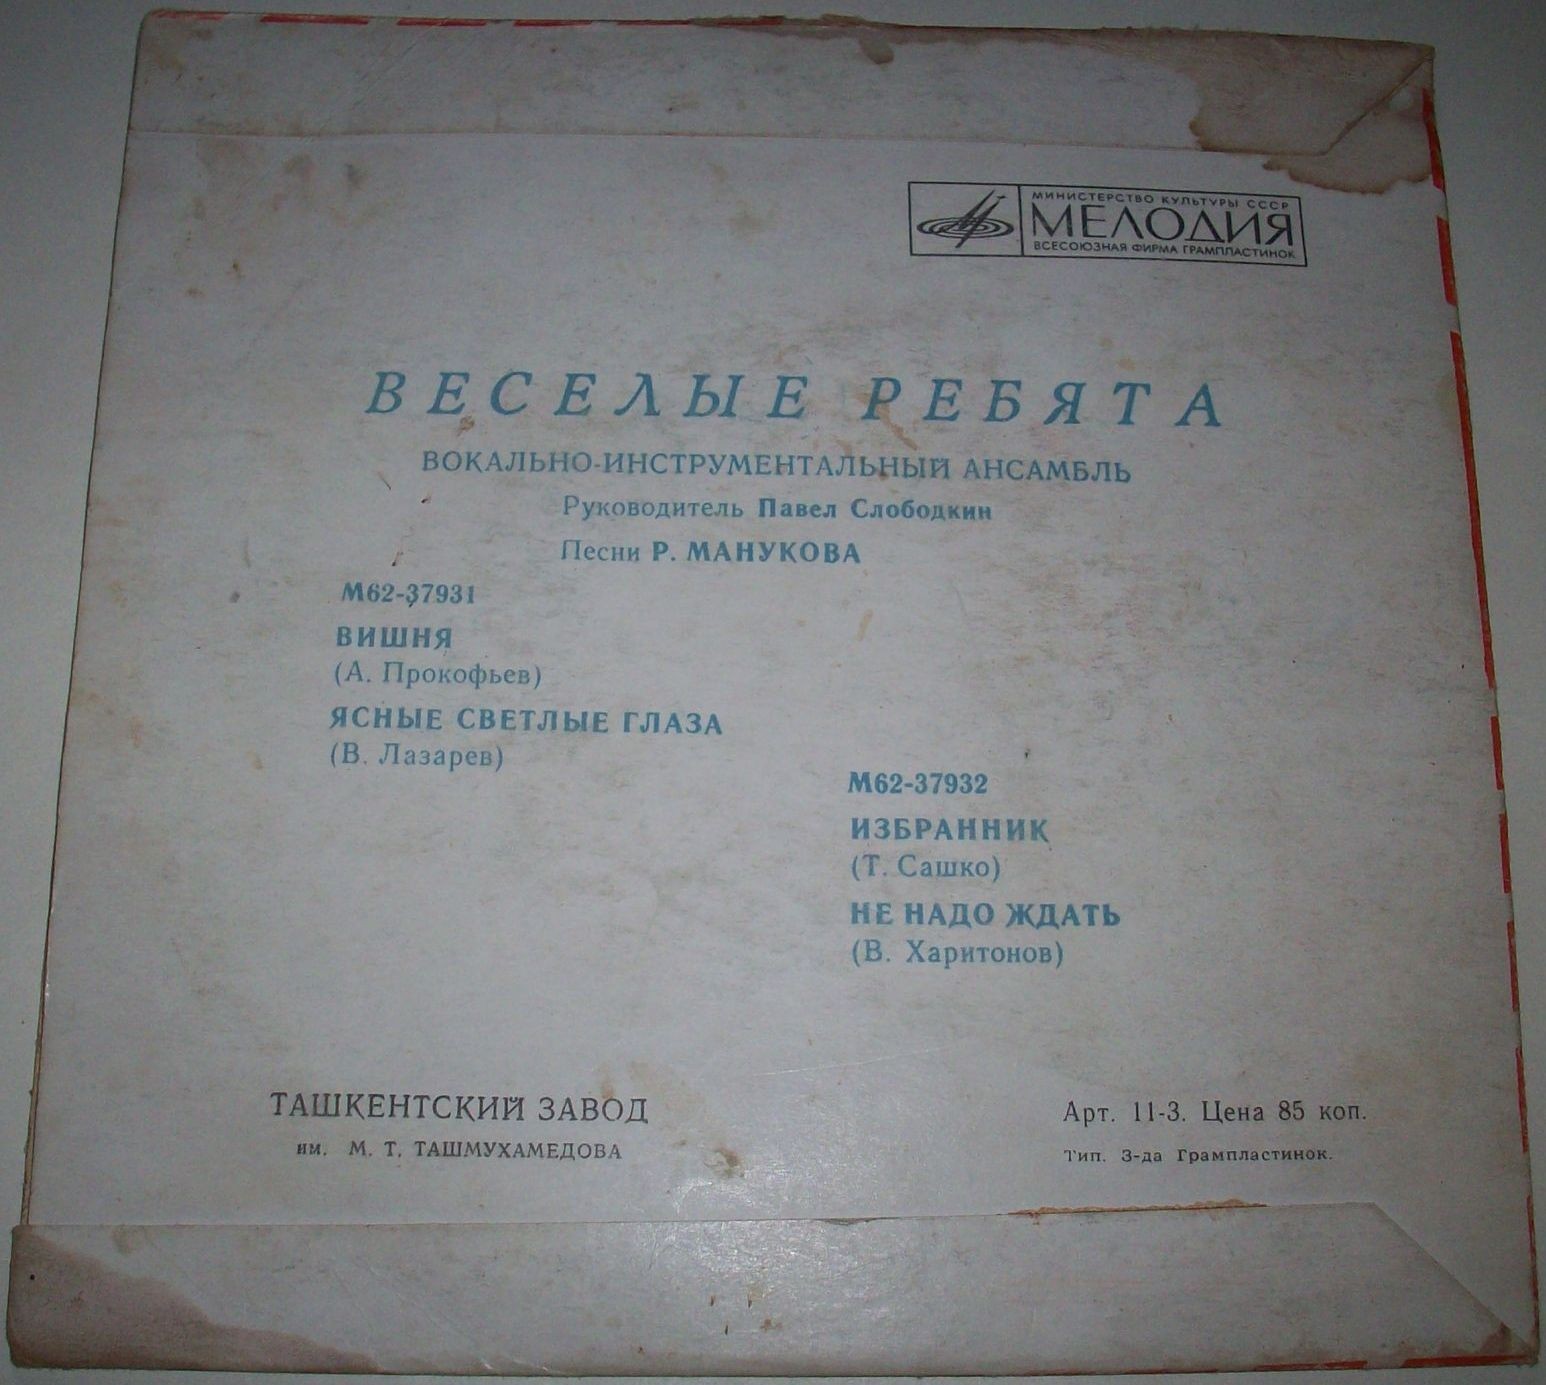 МИНИСТЕРСТВО КУЛЬТУРЫ СССР
МЕЛОДИЯ
ВСЕСОЮЗНАЯ ФИРМА ГРАМПЛАСТИНОК
ВЕСЕЛЫЕ РЕБЯТА
ВОКАЛЬНО-ИНСТРУМЕНТАЛЬНЫЙ АНСАМБЛЬ
Руководитель Павел Слободкин
Песни Р. МАНУКОВА
М62-37931
ВИШНЯ
(А. Прокофьев)
ЯСНЫЕ СВЕТЛЫЕ ГЛАЗА
(В. Лазарев)
М62-37932
ИЗБРАННИК
(Т. Сашко)
НЕ НАДО ЖДАТЬ
(В. Харитонов)
ТАШКЕНТСКИЙ ЗАВОД
им. М. Т. ТАШМУХАМЕДОВА
Арт. 11-3. Цена 85 коп.
Тип. З-да Грампластинок.